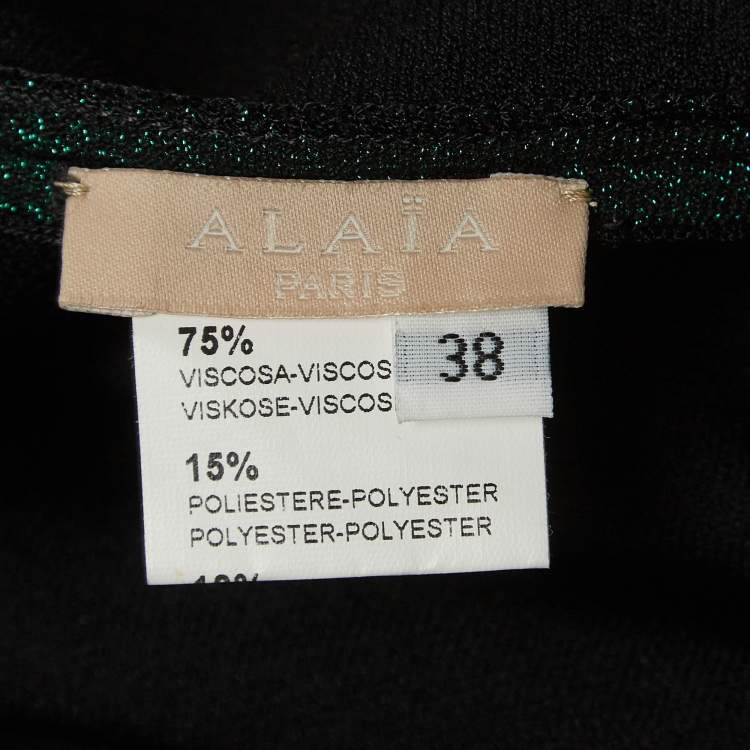 ALAÏA
PARIS
75%
VISCOSA-VISCOS
VISKOSE-VISCOS
38
15%
POLIESTERE-POLYESTER
POLYESTER-POLYESTER